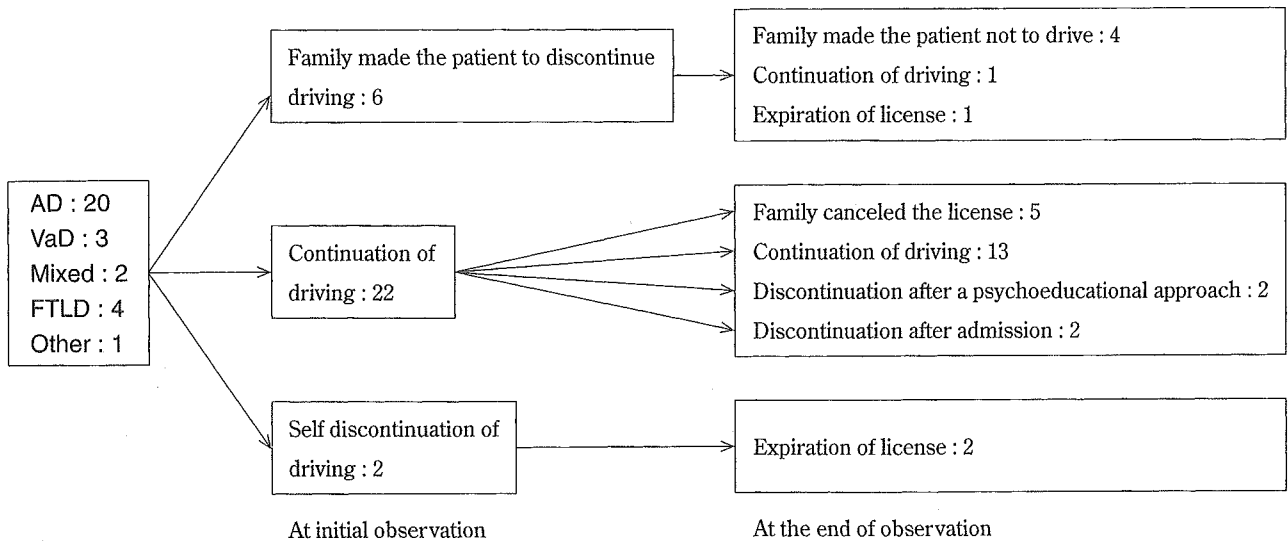 Family made the patient to discontinue
driving : 6
Family made the patient not to drive : 4
Continuation of driving : 1
Expiration of license : 1
AD : 20
VaD : 3
Mixed : 2
FTLD : 4
Other : 1
Continuation of
driving : 22
Family canceled the license : 5
Continuation of driving : 13
Discontinuation after a psychoeducational approach : 2
Discontinuation after admission : 2
Self discontinuation of
driving : 2
Expiration of license : 2
At initial observation
At the end of observation